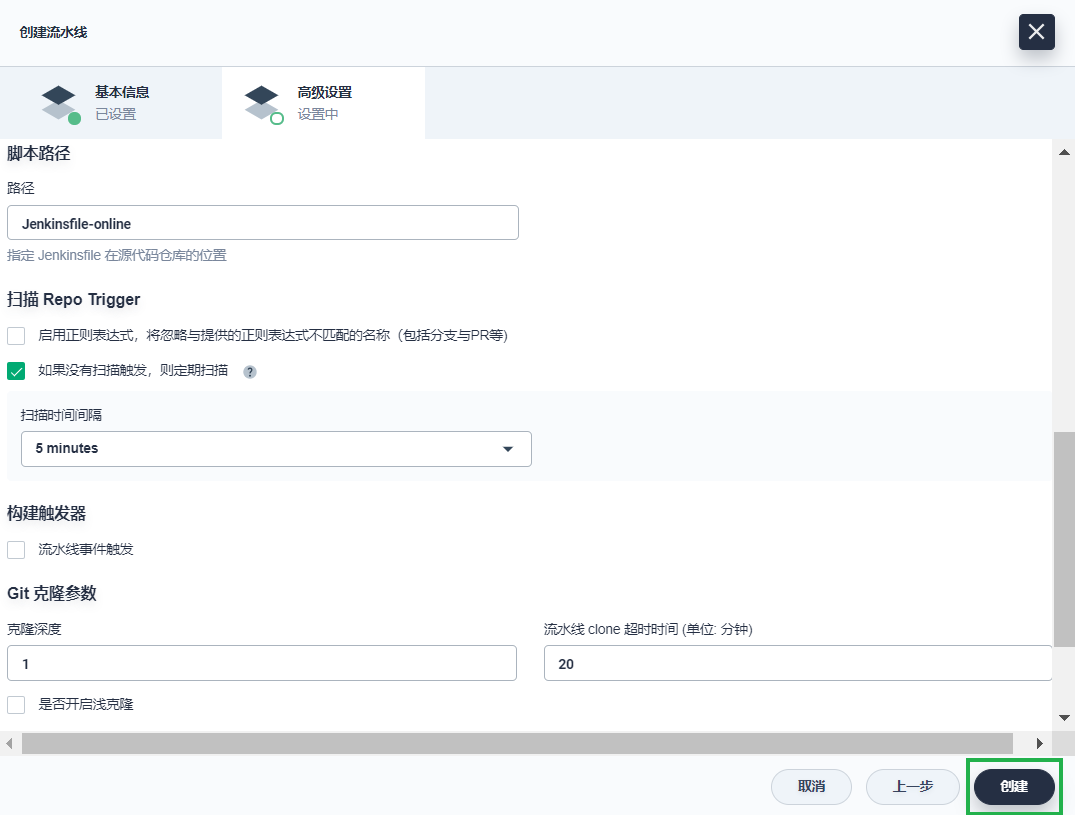 创建流水线
基本信息
已设置
高级设置
设置中
脚本路径
路径
Jenkinsfile-online
指定 Jenkinsfile 在源代码仓库的位置
扫描 Repo Trigger
启用正则表达式，将忽略与提供的正则表达式不匹配的名称（包括分支与PR等）
如果没有扫描触发，则定期扫描 ?
扫描时间间隔
5 minutes
构建触发器
流水线事件触发
Git 克隆参数
克隆深度
流水线 clone 超时时间 (单位: 分钟)
1
20
是否开启浅克隆
取消
上一步
创建